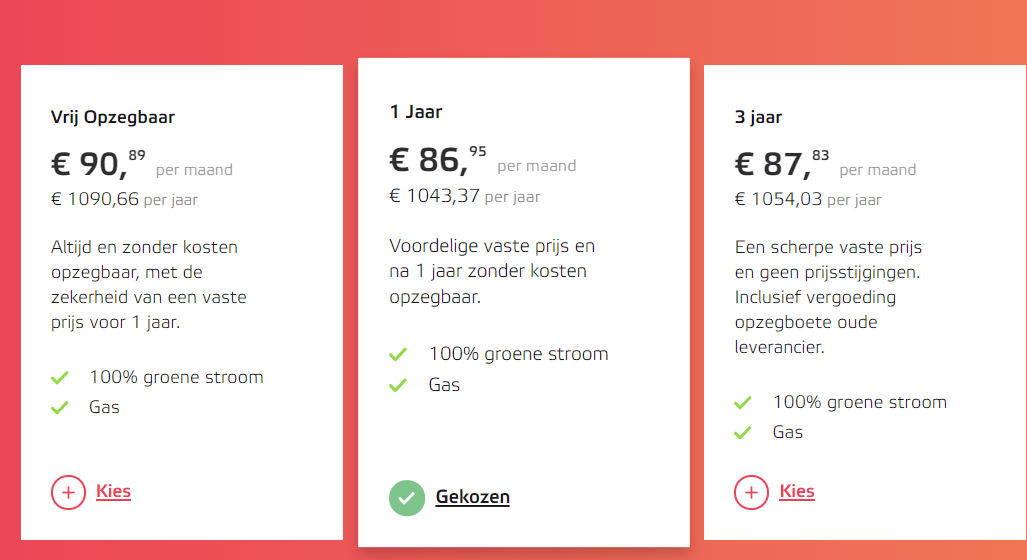 Vrij Opzegbaar
€ 90,89 per maand
€ 1090,66 per jaar
Altijd en zonder kosten
opzegbaar, met de
zekerheid van een vaste
prijs voor 1 jaar.
100% groene stroom
Gas
Kies
1 Jaar
€ 86,95 per maand
€ 1043,37 per jaar
Voordelige vaste prijs en
na 1 jaar zonder kosten
opzegbaar.
100% groene stroom
Gas
Gekozen
3 jaar
€ 87,83 per maand
€ 1054,03 per jaar
Een scherpe vaste prijs
en geen prijsstijgingen.
Inclusief vergoeding
opzegboete oude
leverancier.
100% groene stroom
Gas
Kies